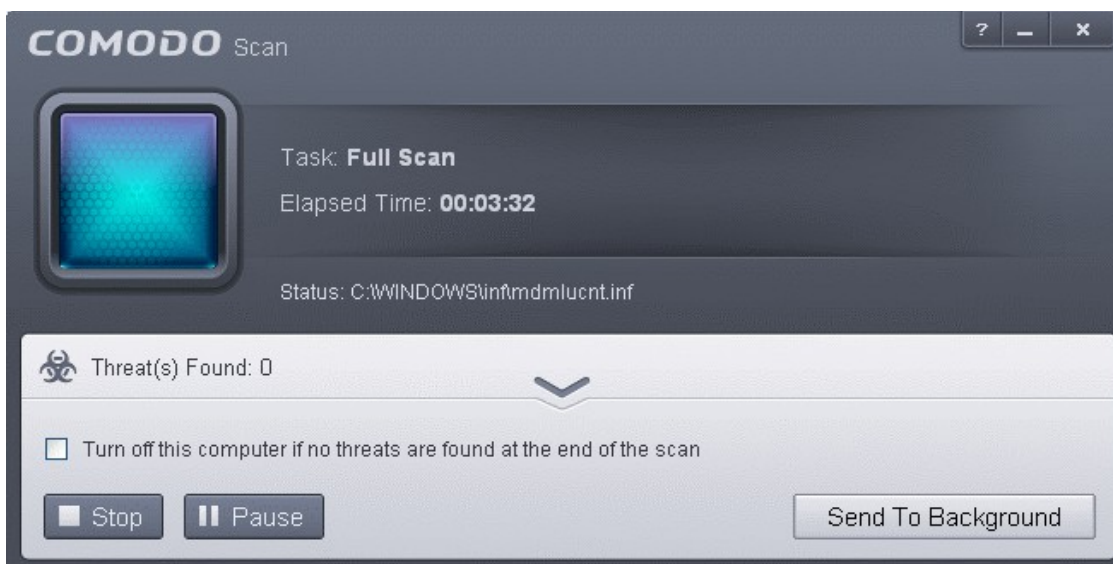 COMODO Scan
? _ x
Task: Full Scan
Elapsed Time: 00:03:32
Status: C:\WINDOWS\inf\mdmlucnt.inf
Threat(s) Found: 0
Turn off this computer if no threats are found at the end of the scan
Stop
Pause
Send To Background